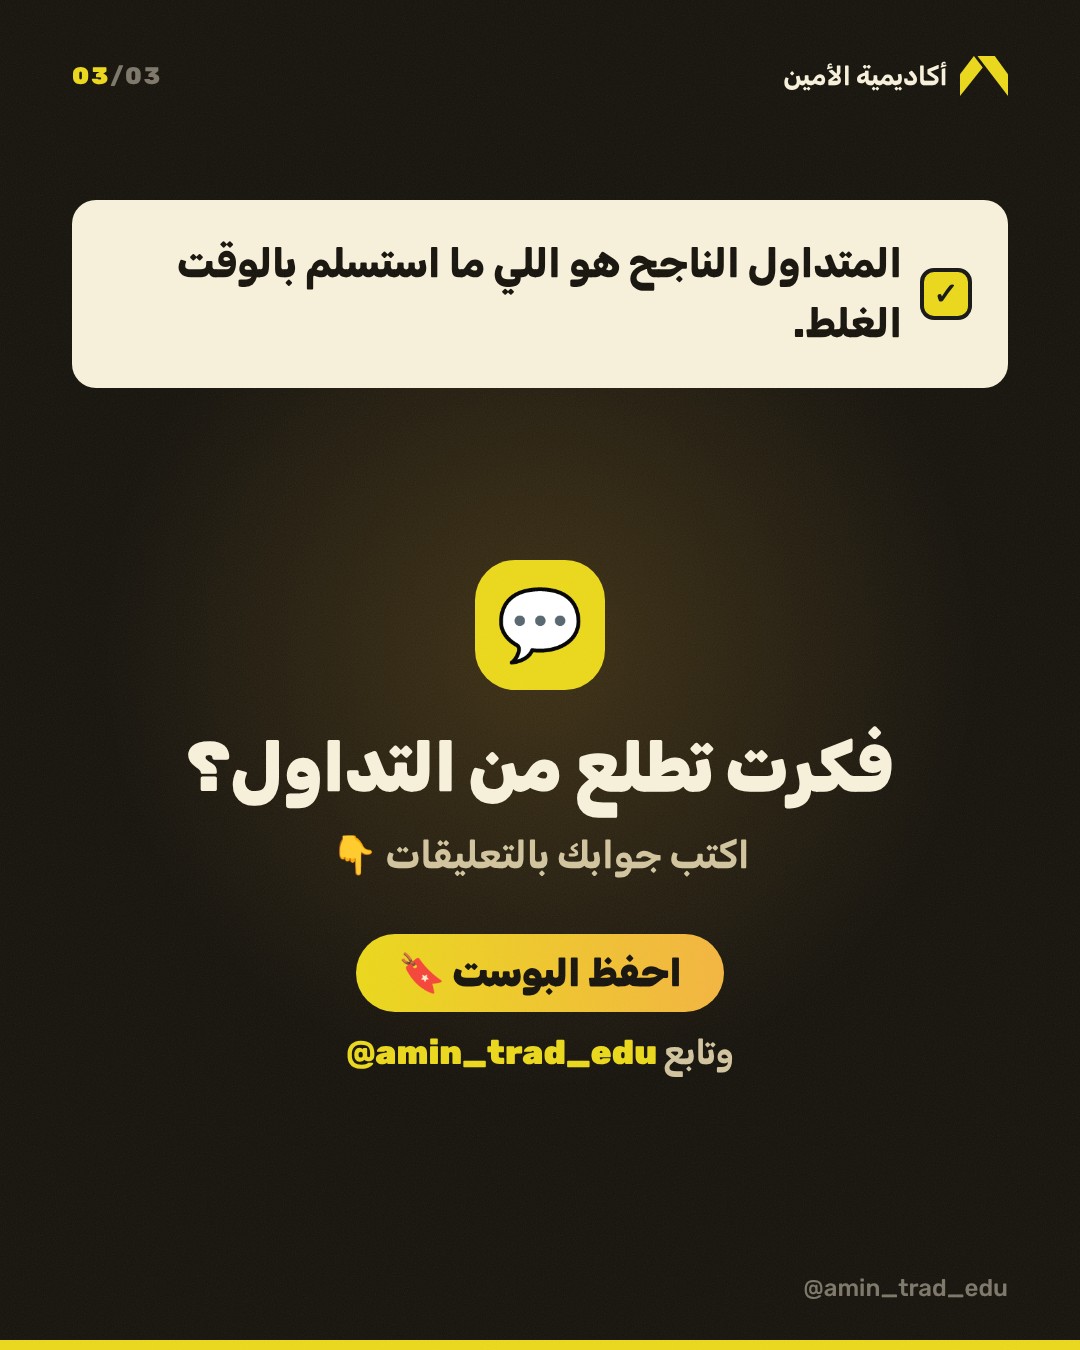 أكاديمية الأمين
03/03
المتداول الناجح هو اللي ما استسلم بالوقت
الغلط.
فكرت تطلع من التداول؟
اكتب جوابك بالتعليقات 👇
احفظ البوست 🔖
وتابع @amin_trad_edu
@amin_trad_edu